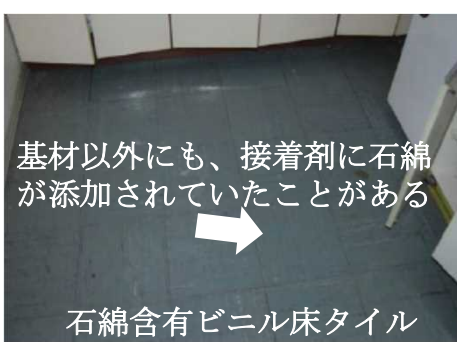 基材以外にも、接着剤に石綿
が添加されていたことがある
石綿含有ビニル床タイル